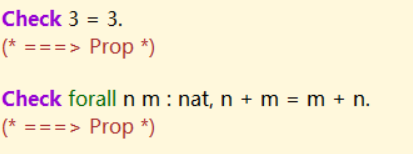 Check 3 = 3.
(* ===> Prop *)
Check forall n m : nat, n + m = m + n.
(* ===> Prop *)